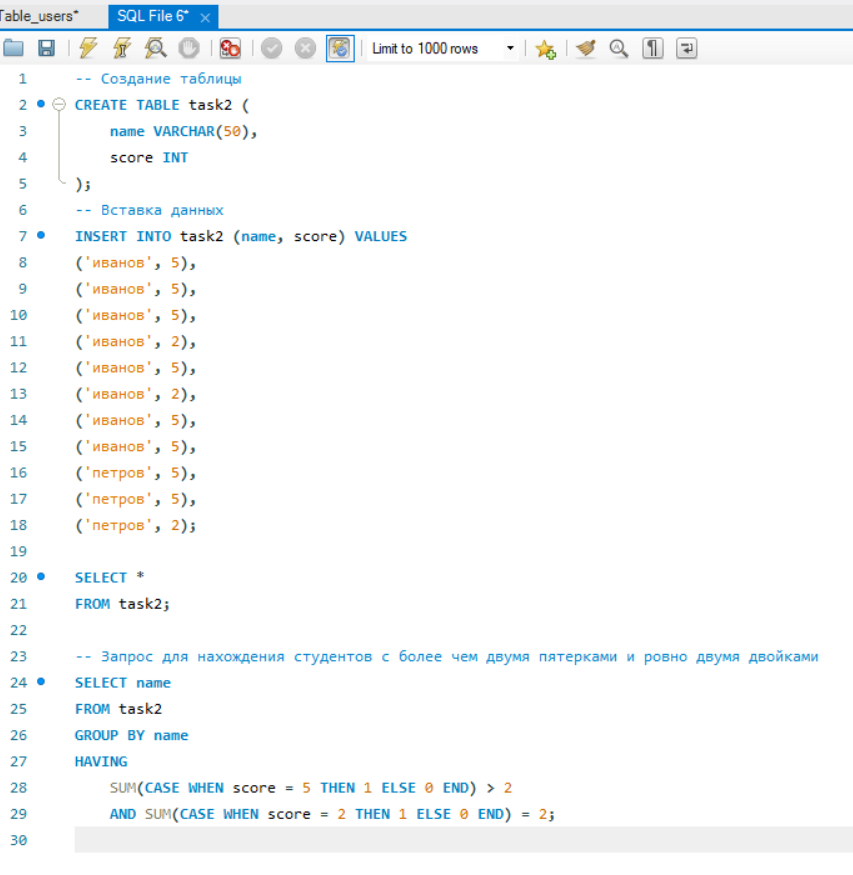 Table_users*
SQL File 6*
Limit to 1000 rows
1 -- Создание таблицы
2 CREATE TABLE task2 (
3 name VARCHAR(50),
4 score INT
5 );
6 -- Вставка данных
7 INSERT INTO task2 (name, score) VALUES
8 ('иванов', 5),
9 ('иванов', 5),
10 ('иванов', 5),
11 ('иванов', 2),
12 ('иванов', 5),
13 ('иванов', 2),
14 ('иванов', 5),
15 ('иванов', 5),
16 ('петров', 5),
17 ('петров', 5),
18 ('петров', 2);
19
20 SELECT *
21 FROM task2;
22
23 -- Запрос для нахождения студентов с более чем двумя пятерками и ровно двумя двойками
24 SELECT name
25 FROM task2
26 GROUP BY name
27 HAVING
28 SUM(CASE WHEN score = 5 THEN 1 ELSE 0 END) > 2
29 AND SUM(CASE WHEN score = 2 THEN 1 ELSE 0 END) = 2;
30